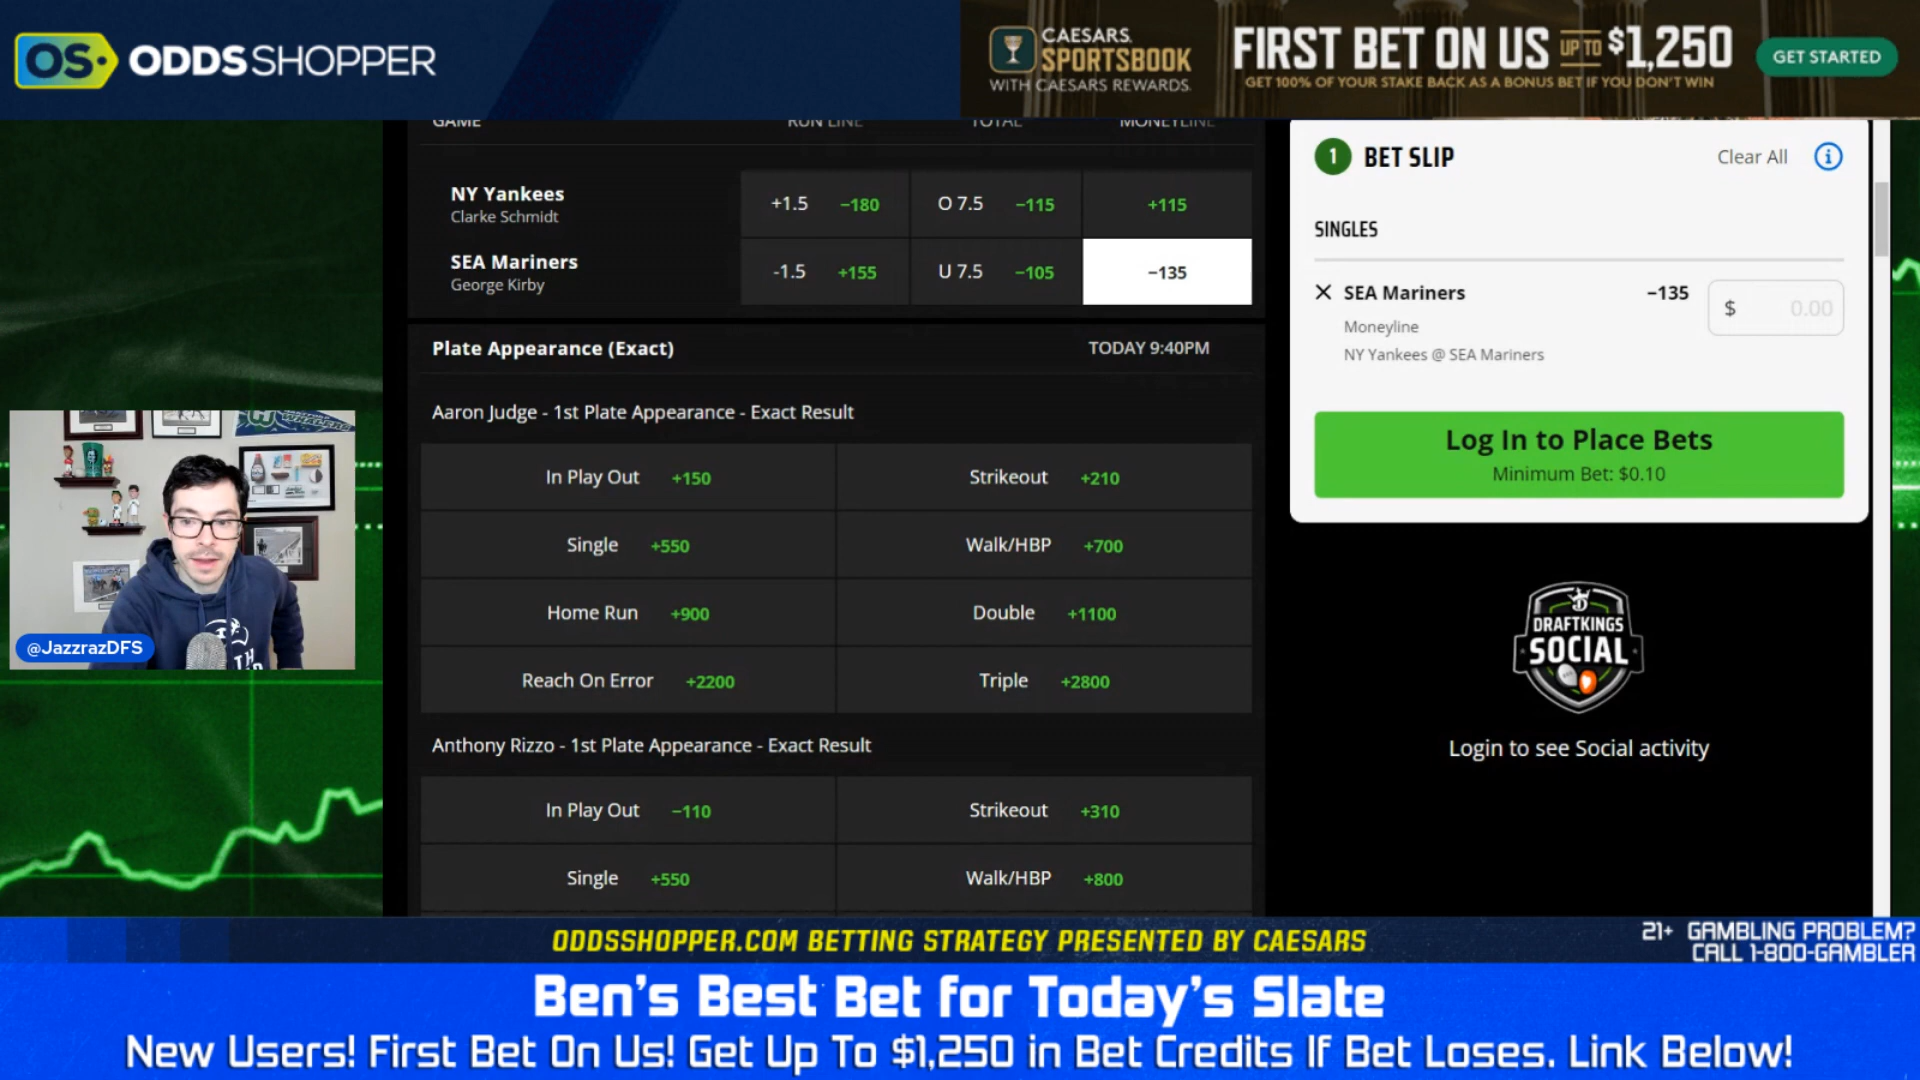 OS. ODDSSHOPPER
CAESARS
SPORTSBOOK
WITH CAESARS REWARDS.
FIRST BET ON US UP TO $1,250
GET 100% OF YOUR STAKE BACK AS A BONUS BET IF YOU DON'T WIN
GET STARTED
GAME RUN LINE TOTAL MONEYLINE
NY Yankees
Clarke Schmidt
+1.5 −180 O 7.5 −115 +115
SEA Mariners
George Kirby
-1.5 +155 U 7.5 −105 −135
Plate Appearance (Exact) TODAY 9:40PM
Aaron Judge - 1st Plate Appearance - Exact Result
In Play Out +150 Strikeout +210
Single +550 Walk/HBP +700
Home Run +900 Double +1100
Reach On Error +2200 Triple +2800
Anthony Rizzo - 1st Plate Appearance - Exact Result
In Play Out −110 Strikeout +310
Single +550 Walk/HBP +800
1 BET SLIP Clear All i
SINGLES
SEA Mariners −135 $ 0.00
Moneyline
NY Yankees @ SEA Mariners
Log In to Place Bets
Minimum Bet: $0.10
DRAFTKINGS
SOCIAL
Login to see Social activity
@JazzrazDFS
ODDSSHOPPER.COM BETTING STRATEGY PRESENTED BY CAESARS
21+ GAMBLING PROBLEM?
CALL 1-800-GAMBLER
Ben's Best Bet for Today's Slate
New Users! First Bet On Us! Get Up To $1,250 in Bet Credits If Bet Loses. Link Below!